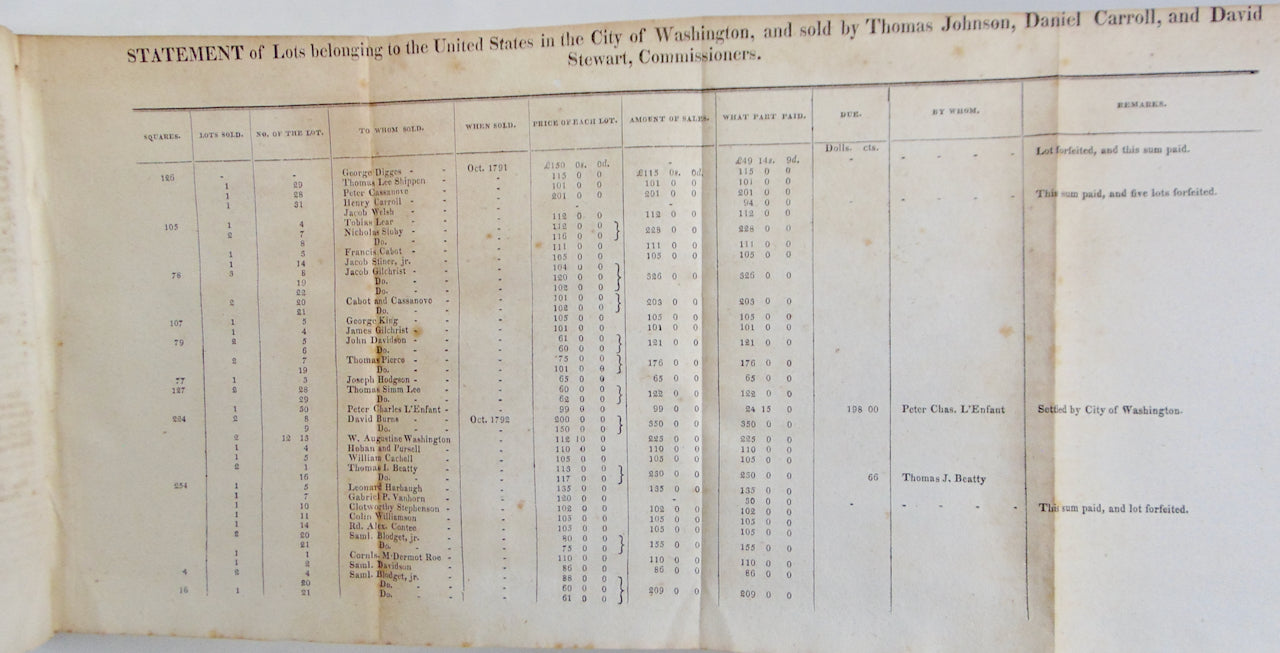 STATEMENT of Lots belonging to the United States in the City of Washington, and sold by Thomas Johnson, Daniel Carroll, and David
Stewart, Commissioners.
SQUARES. LOTS SOLD. NO. OF THE LOT. TO WHOM SOLD. WHEN SOLD. PRICE OF EACH LOT. AMOUNT OF SALES. WHAT PART PAID. DUE. BY WHOM. REMARKS.
Dolls. cts.
- - George Digges - - Oct. 1791 £150 0s. 0d. - £49 14s. 9d. - - - - - Lot forfeited, and this sum paid.
126 1 29 Thomas Lee Shippen - - 115 0 0 £115 0s. 0d. 115 0 0
1 28 Peter Cassanove - - 101 0 0 101 0 0 101 0 0
1 31 Henry Carroll - - - 201 0 0 201 0 0 201 0 0
Jacob Welsh - - - - - 94 0 0 - - - - - This sum paid, and five lots forfeited.
105 1 4 Tobias Lear - - - 112 0 0 112 0 0 112 0 0
2 7 Nicholas Sluby - - - 112 0 0 } 228 0 0 228 0 0
8 Do. - - - 116 0 0
1 5 Francis Cabot - - - 111 0 0 111 0 0 111 0 0
1 14 Jacob Stiner, jr. - - - 105 0 0 105 0 0 105 0 0
78 3 8 Jacob Gilchrist - - - 104 0 0
19 Do. - - - 120 0 0 } 326 0 0 326 0 0
22 Do. - - - 102 0 0
2 20 Cabot and Cassanove - - 101 0 0 } 203 0 0 203 0 0
21 Do. - - - 102 0 0
107 1 5 George King - - - 105 0 0 105 0 0 105 0 0
1 4 James Gilchrist - - - 101 0 0 101 0 0 101 0 0
79 2 5 John Davidson - - - 61 0 0 } 121 0 0 121 0 0
6 Do. - - - 60 0 0
2 7 Thomas Pierce - - - 75 0 0 } 176 0 0 176 0 0
19 Do. - - - 101 0 0
77 1 3 Joseph Hodgson - - - 65 0 0 65 0 0 65 0 0
127 2 28 Thomas Simm Lee - - 60 0 0 } 122 0 0 122 0 0
29 Do. - - - 62 0 0
1 30 Peter Charles L'Enfant - - 99 0 0 99 0 0 24 15 0 198 00 Peter Chas. L'Enfant Settled by City of Washington.
224 2 8 David Burns - - Oct. 1792 200 0 0 } 350 0 0 350 0 0
9 Do. - - - 150 0 0
2 12 13 W. Augustine Washington - 112 10 0 225 0 0 225 0 0
1 4 Hoban and Pursell - - 110 0 0 110 0 0 110 0 0
1 5 William Cachell - - 105 0 0 105 0 0 105 0 0
2 1 Thomas I. Beatty - - 113 0 0 } 230 0 0 230 0 0 66 Thomas J. Beatty
16 Do. - - - 117 0 0
254 1 5 Leonard Harbaugh - - 135 0 0 135 0 0 135 0 0
1 7 Gabriel P. Vanhorn - - 120 0 0 - 50 0 0 - - - - - This sum paid, and lot forfeited.
1 10 Clotworthy Stephenson - - 102 0 0 102 0 0 102 0 0
1 11 Colin Williamson - - 105 0 0 105 0 0 105 0 0
1 14 Rd. Alex. Contee - - 105 0 0 105 0 0 105 0 0
2 20 Saml. Blodget, jr. - - 80 0 0 } 155 0 0 155 0 0
21 Do. - - - 75 0 0
1 1 Cornls. M'Dermot Roe - - 110 0 0 110 0 0 110 0 0
1 2 Saml. Davidson - - 86 0 0 86 0 0 86 0 0
4 2 4 Saml. Blodget, jr. - - 88 0 0
20 Do. - - - 60 0 0 } 209 0 0 209 0 0
16 1 21 Do. - - - 61 0 0